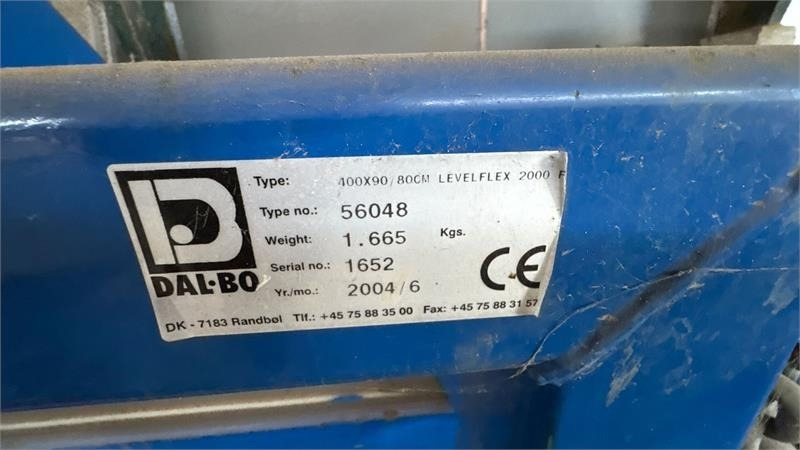 Type: 400X90/80CM LEVELFLEX 2000 F
Type no.: 56048
Weight: 1.665 Kgs.
Serial no.: 1652
Yr./mo.: 2004/6
DAL·BO
CE
DK - 7183 Randbøl Tlf.: +45 75 88 35 00 Fax: +45 75 88 31 57